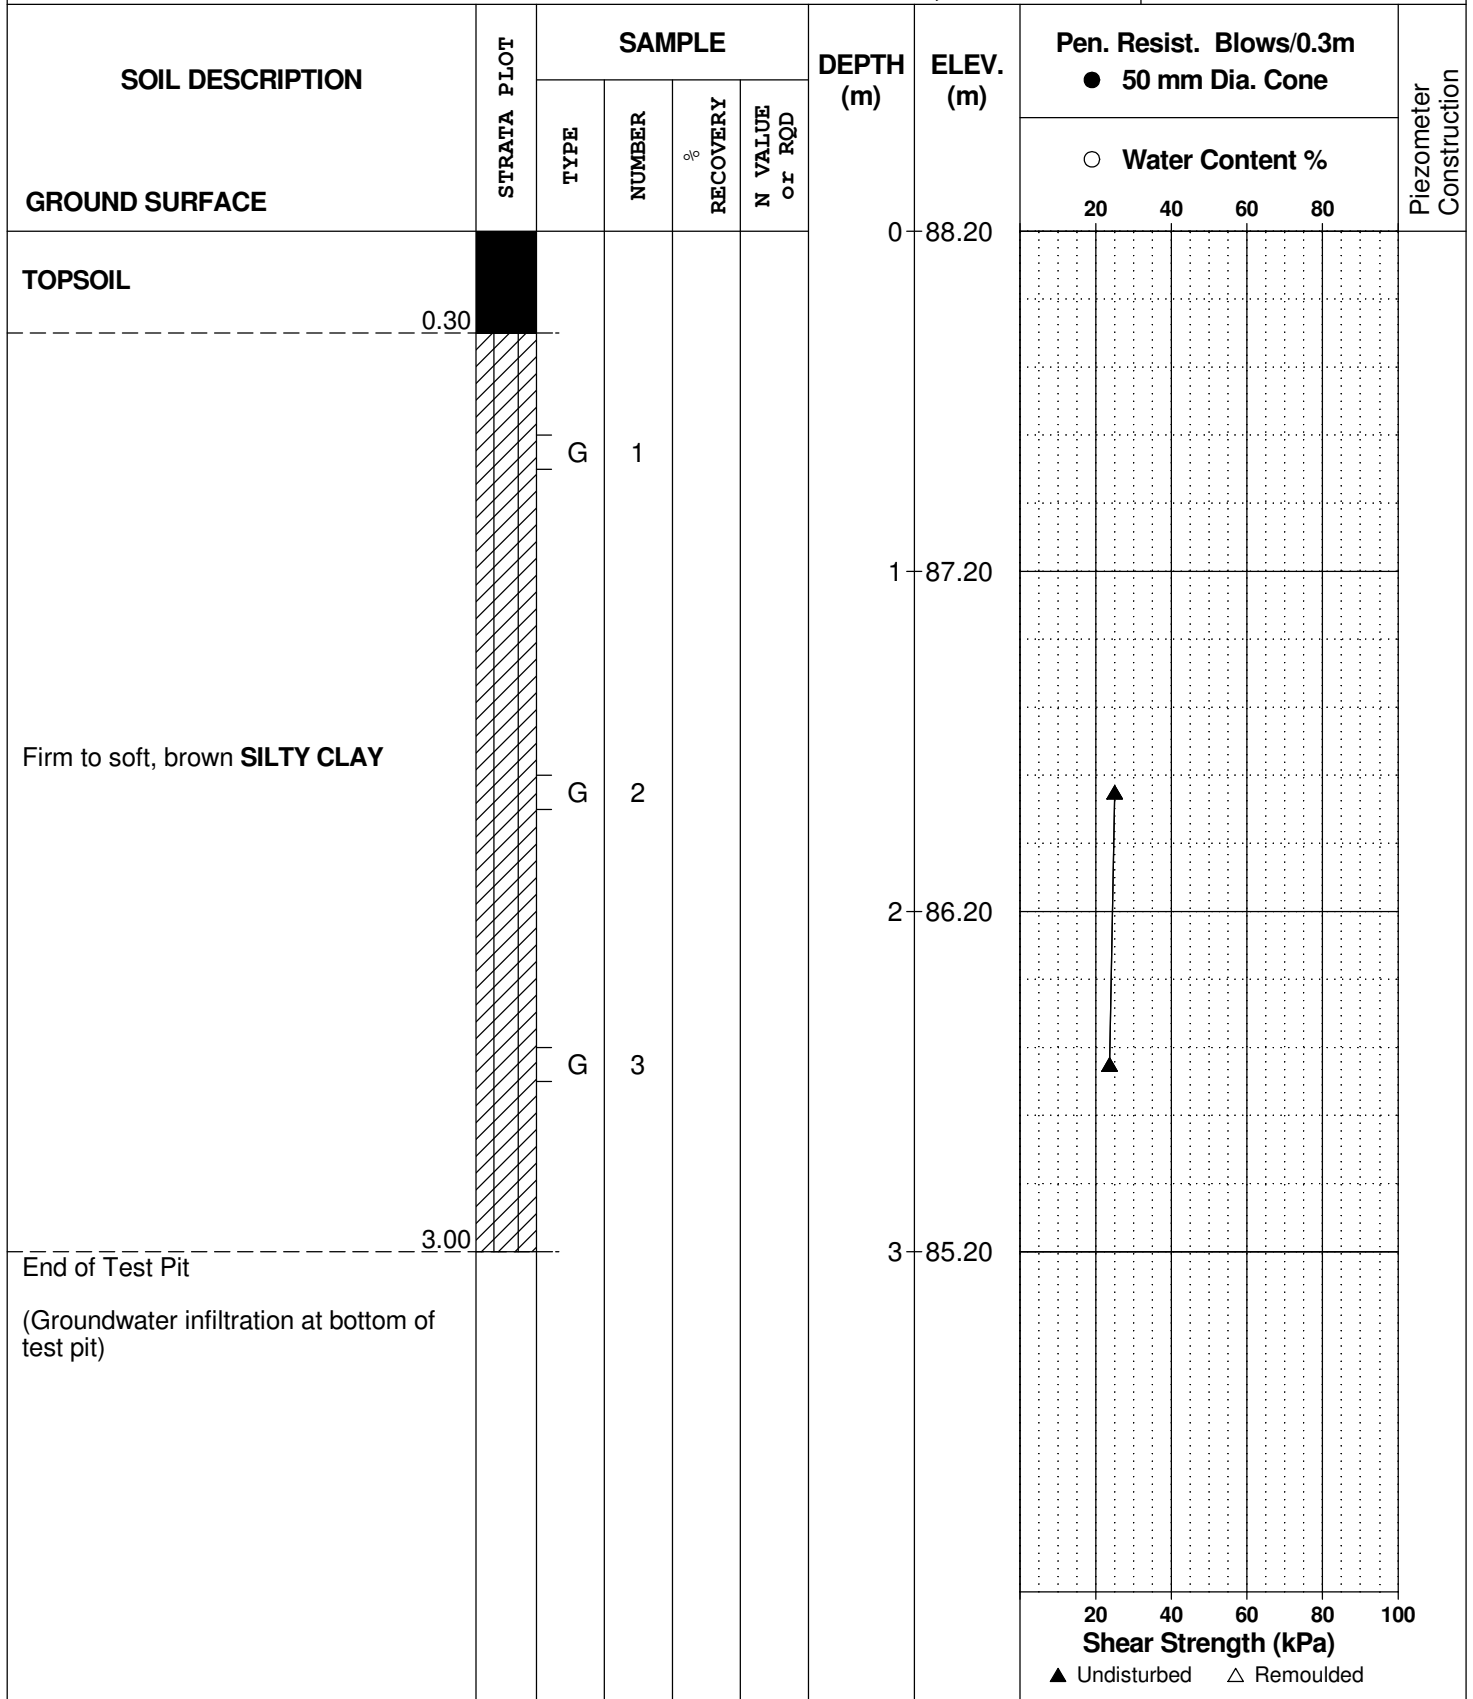 SOIL DESCRIPTION
GROUND SURFACE
STRATA PLOT
SAMPLE
TYPE
NUMBER
%
RECOVERY
N VALUE
or RQD
DEPTH
(m)
ELEV.
(m)
Pen. Resist. Blows/0.3m
● 50 mm Dia. Cone
○ Water Content %
20 40 60 80
Piezometer
Construction
0 88.20
TOPSOIL
0.30
G 1
1 87.20
Firm to soft, brown SILTY CLAY
G 2
2 86.20
G 3
3.00
3 85.20
End of Test Pit
(Groundwater infiltration at bottom of
test pit)
20 40 60 80 100
Shear Strength (kPa)
▲ Undisturbed △ Remoulded